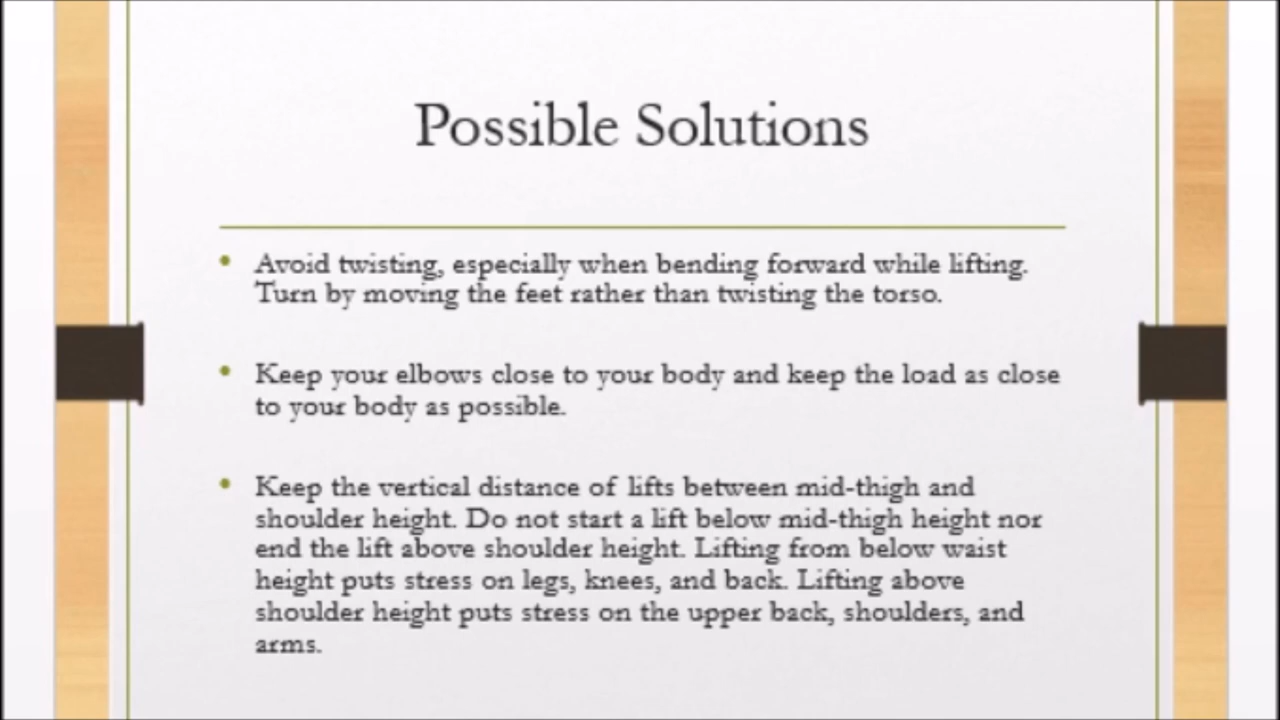 Possible Solutions
Avoid twisting, especially when bending forward while lifting.
Turn by moving the feet rather than twisting the torso.
Keep your elbows close to your body and keep the load as close
to your body as possible.
Keep the vertical distance of lifts between mid-thigh and
shoulder height. Do not start a lift below mid-thigh height nor
end the lift above shoulder height. Lifting from below waist
height puts stress on legs, knees, and back. Lifting above
shoulder height puts stress on the upper back, shoulders, and
arms.